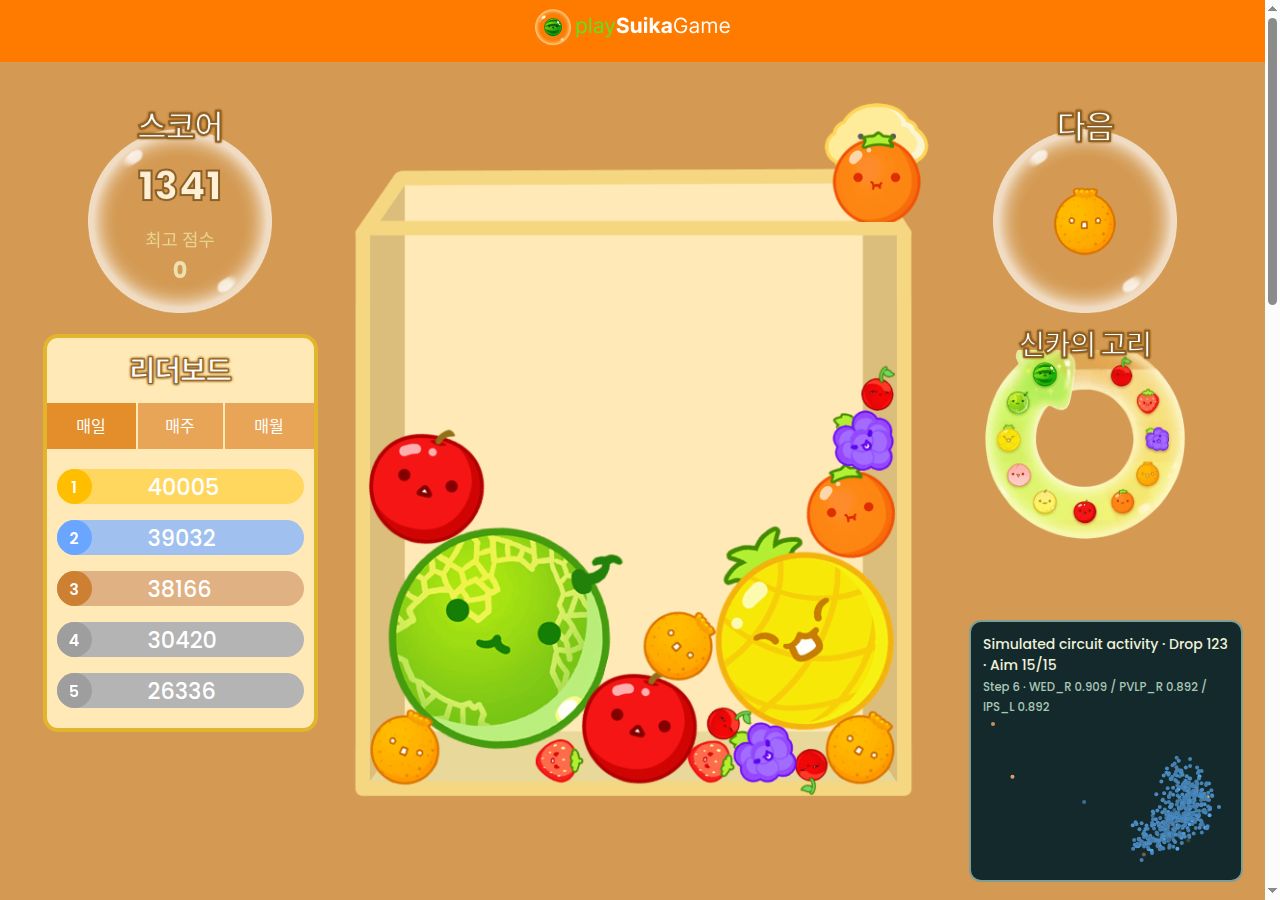 playSuikaGame
스코어
1341
최고 점수
0
다음
리더보드
매일 매주 매월
1 40005
2 39032
3 38166
4 30420
5 26336
신카의 고리
Simulated circuit activity · Drop 123
· Aim 15/15
Step 6 · WED_R 0.909 / PVLP_R 0.892 /
IPS_L 0.892